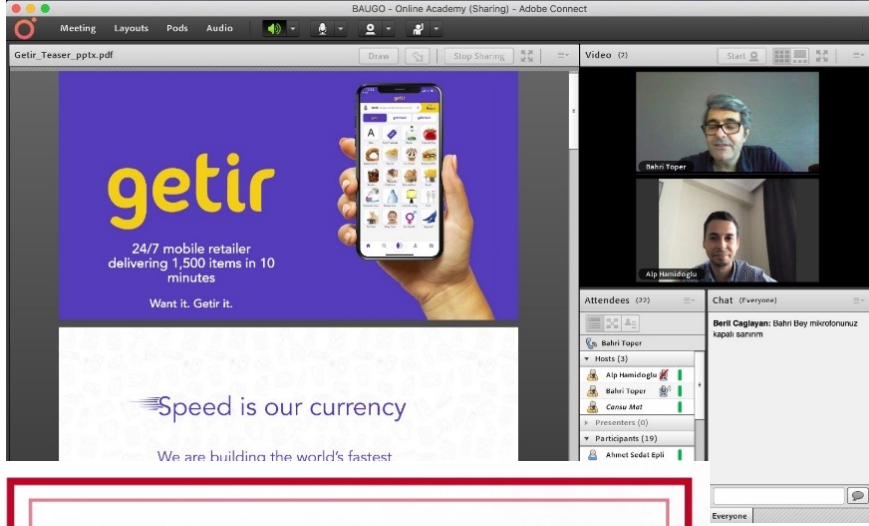 BAUGO - Online Academy (Sharing) - Adobe Connect
Meeting Layouts Pods Audio
Getir_Teaser_pptx.pdf
Draw
Stop Sharing
getir
24/7 mobile retailer
delivering 1,500 items in 10
minutes
Want it. Getir it.
Speed is our currency
We are building the world's fastest
Video (2)
Start
Bahri Toper
Alp Hamidoglu
Attendees (22)
Bahri Toper
Hosts (3)
Alp Hamidoglu
Bahri Toper
Cansu Mat
Presenters (0)
Participants (19)
Ahmet Sedat Epli
Chat (Everyone)
Beril Caglayan: Bahri Bey mikrofonunuz
kapalı sanırım
Everyone